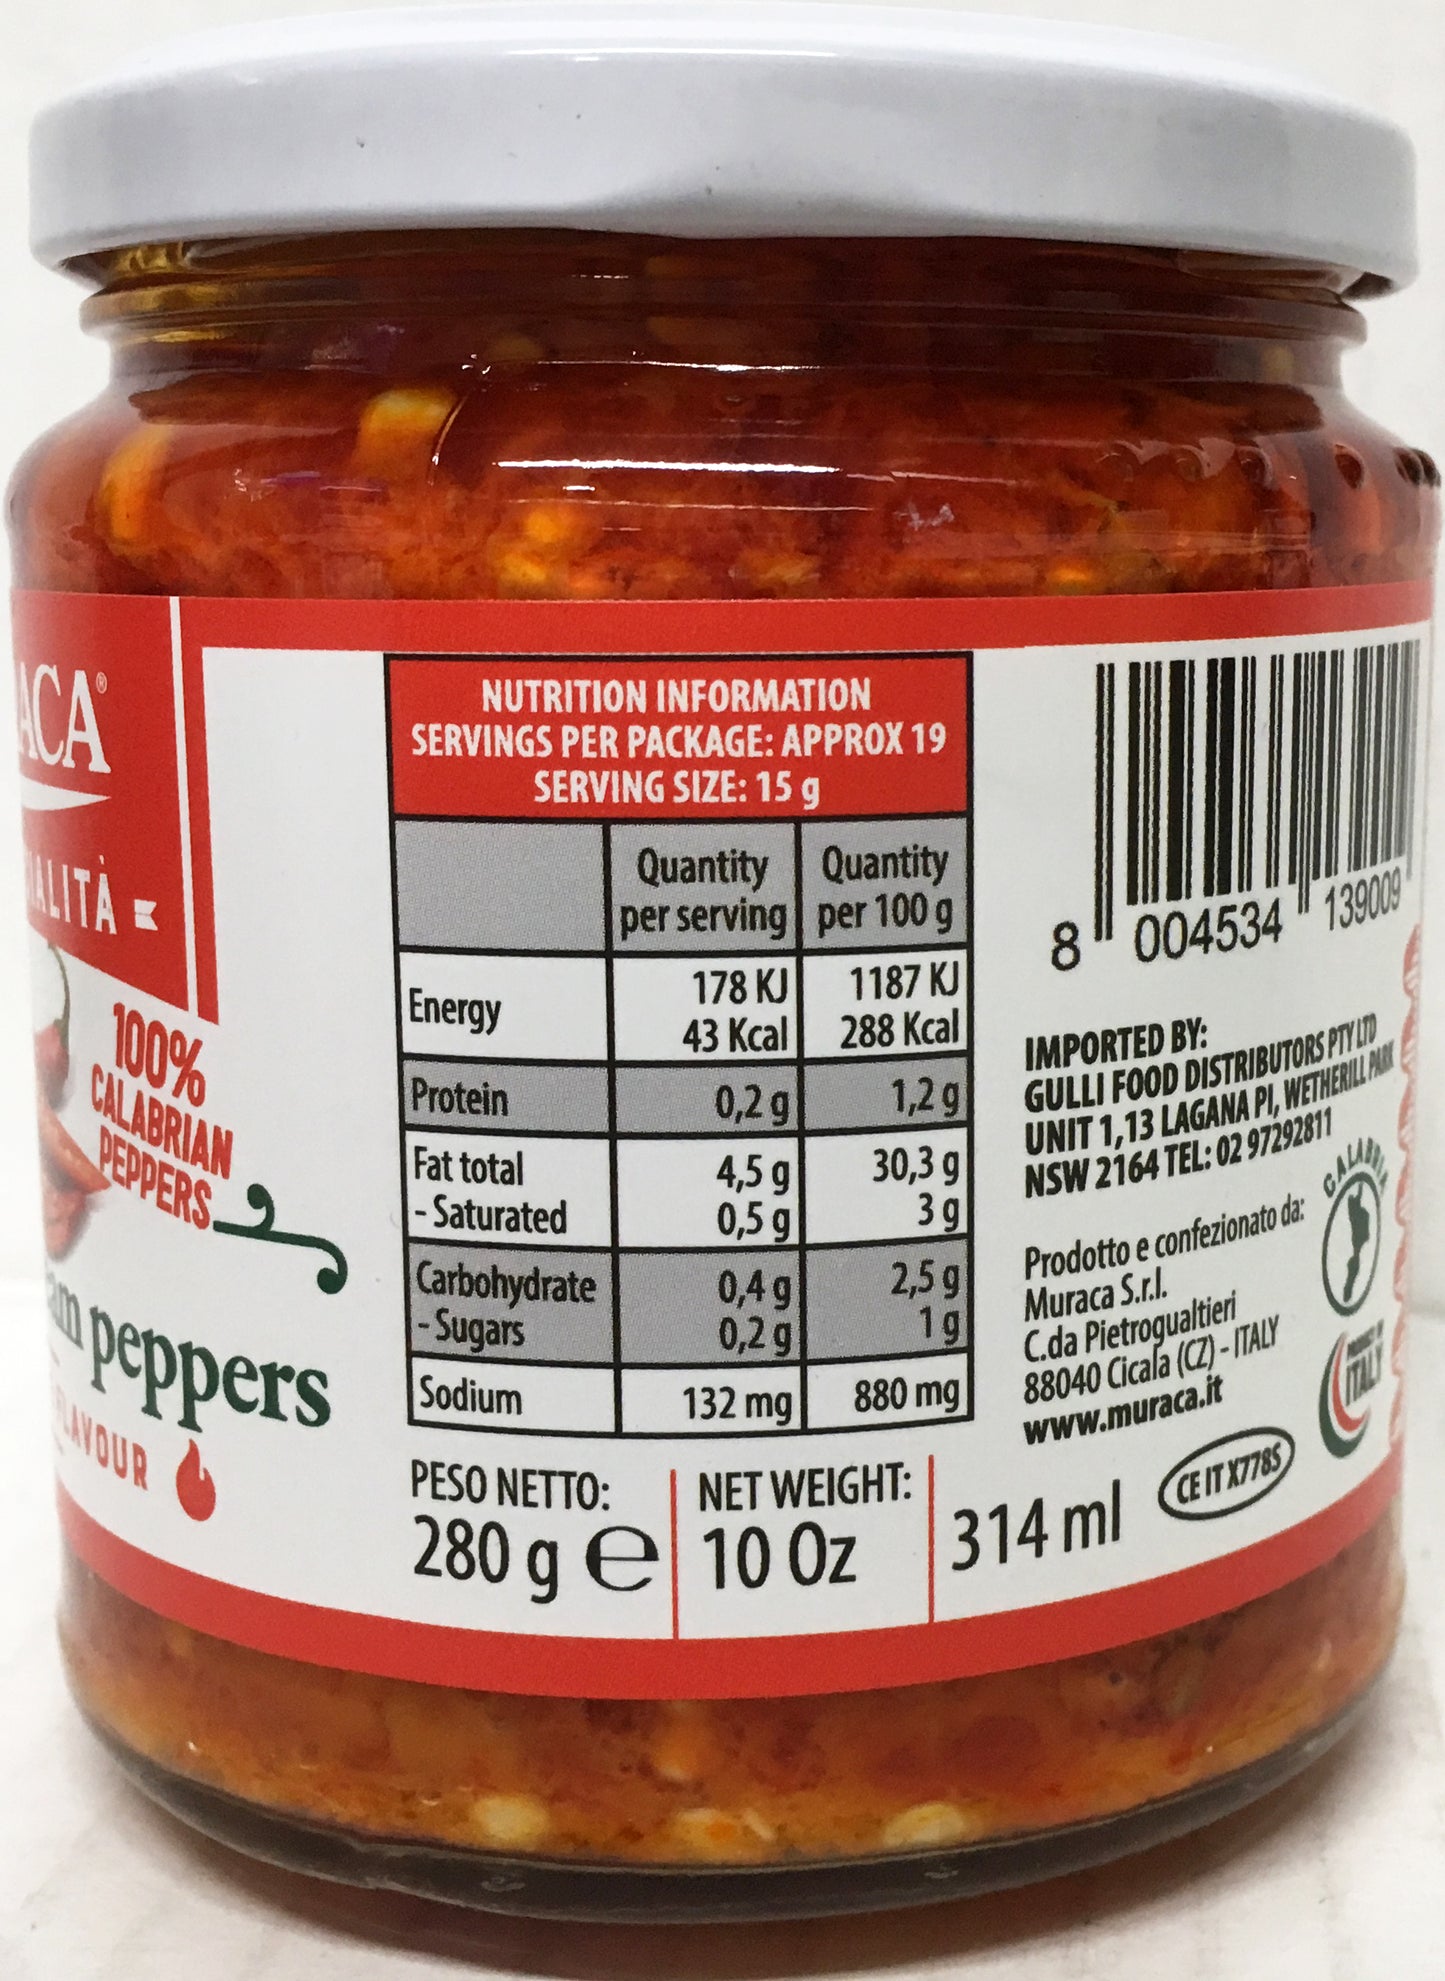 ACA®
ALITÀ
100%
CALABRIAN
PEPPERS
am peppers
FLAVOUR
NUTRITION INFORMATION
SERVINGS PER PACKAGE: APPROX 19
SERVING SIZE: 15 g
Quantity per serving Quantity per 100 g
Energy 178 KJ 1187 KJ
43 Kcal 288 Kcal
Protein 0,2 g 1,2 g
Fat total 4,5 g 30,3 g
- Saturated 0,5 g 3 g
Carbohydrate 0,4 g 2,5 g
- Sugars 0,2 g 1 g
Sodium 132 mg 880 mg
PESO NETTO:
280 g e
NET WEIGHT:
10 Oz
314 ml
8 004534 139009
IMPORTED BY:
GULLI FOOD DISTRIBUTORS PTY LTD
UNIT 1,13 LAGANA Pl, WETHERILL PARK
NSW 2164 TEL: 02 97292811
Prodotto e confezionato da:
Muraca S.r.l.
C.da Pietrogualtieri
88040 Cicala (CZ) - ITALY
www.muraca.it
CE IT X778S
CALABRIA
PRODUCT OF
ITALY